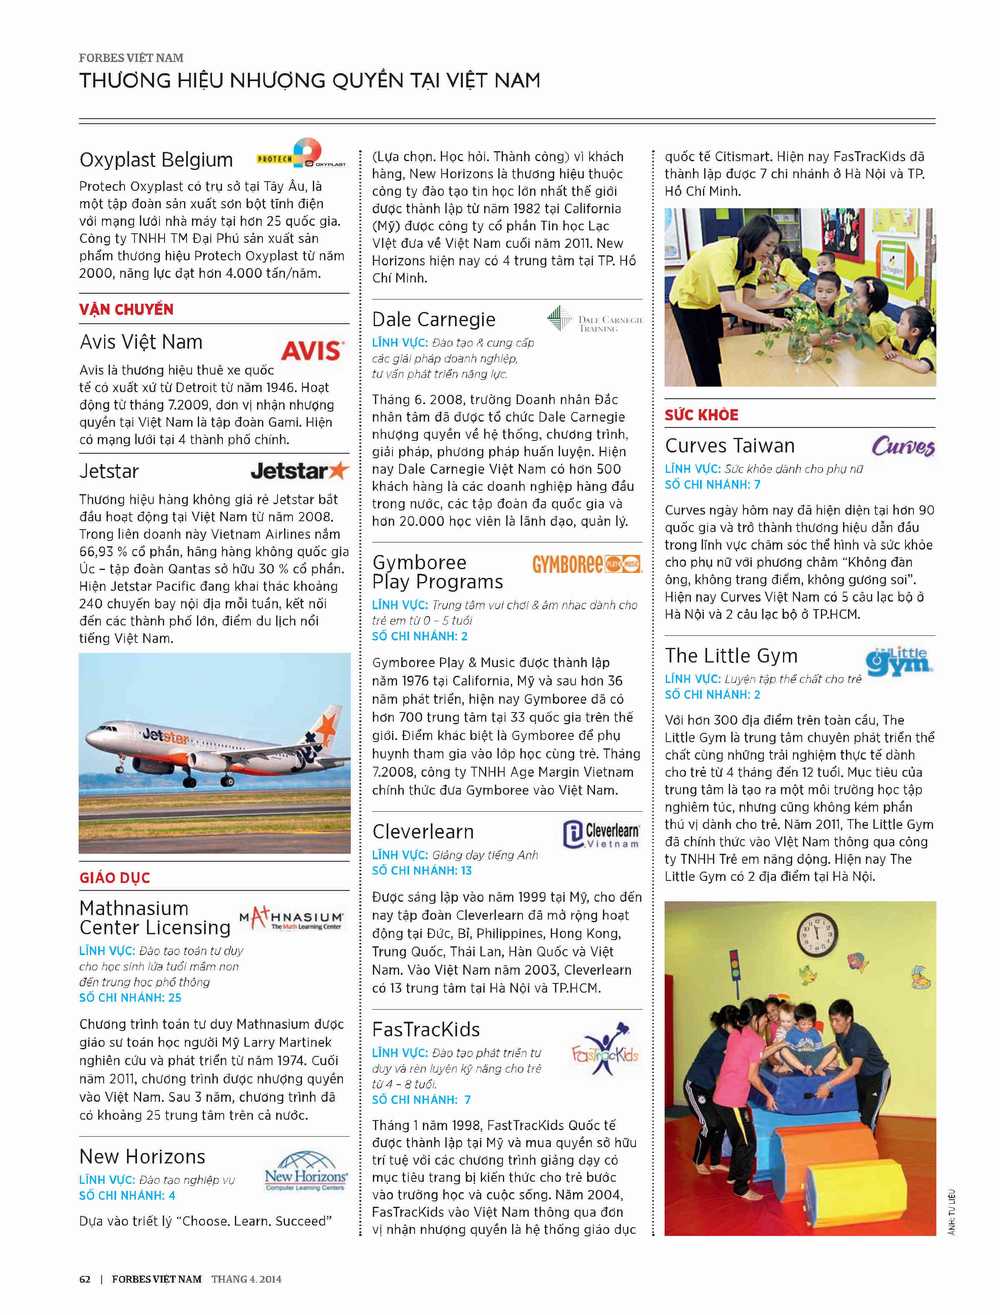 FORBES VIỆT NAM
THƯƠNG HIỆU NHƯỢNG QUYỀN TẠI VIỆT NAM
Oxyplast Belgium
PROTECH OXYPLAST
Protech Oxyplast có trụ sở tại Tây Âu, là
một tập đoàn sản xuất sơn bột tĩnh điện
với mạng lưới nhà máy tại hơn 25 quốc gia.
Công ty TNHH TM Đại Phú sản xuất sản
phẩm thương hiệu Protech Oxyplast từ năm
2000, năng lực đạt hơn 4.000 tấn/năm.
VẬN CHUYỂN
Avis Việt Nam
AVIS
Avis là thương hiệu thuê xe quốc
tế có xuất xứ từ Detroit từ năm 1946. Hoạt
động từ tháng 7.2009, đơn vị nhận nhượng
quyền tại Việt Nam là tập đoàn Gami. Hiện
có mạng lưới tại 4 thành phố chính.
Jetstar
Jetstar
Thương hiệu hàng không giá rẻ Jetstar bắt
đầu hoạt động tại Việt Nam từ năm 2008.
Trong liên doanh này Vietnam Airlines nắm
66,93 % cổ phần, hãng hàng không quốc gia
Úc – tập đoàn Qantas sở hữu 30 % cổ phần.
Hiện Jetstar Pacific đang khai thác khoảng
240 chuyến bay nội địa mỗi tuần, kết nối
đến các thành phố lớn, điểm du lịch nổi
tiếng Việt Nam.
Jetstar
GIÁO DỤC
Mathnasium
Center Licensing
MATHNASIUM
The Math Learning Center
LĨNH VỰC: Đào tạo toán tư duy
cho học sinh lứa tuổi mầm non
đến trung học phổ thông
SỐ CHI NHÁNH: 25
Chương trình toán tư duy Mathnasium được
giáo sư toán học người Mỹ Larry Martinek
nghiên cứu và phát triển từ năm 1974. Cuối
năm 2011, chương trình được nhượng quyền
vào Việt Nam. Sau 3 năm, chương trình đã
có khoảng 25 trung tâm trên cả nước.
New Horizons
New Horizons
Computer Learning Centers
LĨNH VỰC: Đào tạo nghiệp vụ
SỐ CHI NHÁNH: 4
Dựa vào triết lý “Choose. Learn. Succeed”
(Lựa chọn. Học hỏi. Thành công) vì khách
hàng, New Horizons là thương hiệu thuộc
công ty đào tạo tin học lớn nhất thế giới
được thành lập từ năm 1982 tại California
(Mỹ) được công ty cổ phần Tin học Lạc
VIệt đưa về Việt Nam cuối năm 2011. New
Horizons hiện nay có 4 trung tâm tại TP. Hồ
Chí Minh.
Dale Carnegie
DALE CARNEGIE
TRAINING
LĨNH VỰC: Đào tạo & cung cấp
các giải pháp doanh nghiệp,
tư vấn phát triển năng lực.
Tháng 6. 2008, trường Doanh nhân Đắc
nhân tâm đã được tổ chức Dale Carnegie
nhượng quyền về hệ thống, chương trình,
giải pháp, phương pháp huấn luyện. Hiện
nay Dale Carnegie Việt Nam có hơn 500
khách hàng là các doanh nghiệp hàng đầu
trong nước, các tập đoàn đa quốc gia và
hơn 20.000 học viên là lãnh đạo, quản lý.
Gymboree
Play Programs
GYMBOREE PLAY & MUSIC
LĨNH VỰC: Trung tâm vui chơi & âm nhạc dành cho
trẻ em từ 0 – 5 tuổi
SỐ CHI NHÁNH: 2
Gymboree Play & Music được thành lập
năm 1976 tại California, Mỹ và sau hơn 36
năm phát triển, hiện nay Gymboree đã có
hơn 700 trung tâm tại 33 quốc gia trên thế
giới. Điểm khác biệt là Gymboree để phụ
huynh tham gia vào lớp học cùng trẻ. Tháng
7.2008, công ty TNHH Age Margin Vietnam
chính thức đưa Gymboree vào Việt Nam.
Cleverlearn
Cleverlearn
Vietnam
LĨNH VỰC: Giảng dạy tiếng Anh
SỐ CHI NHÁNH: 13
Được sáng lập vào năm 1999 tại Mỹ, cho đến
nay tập đoàn Cleverlearn đã mở rộng hoạt
động tại Đức, Bỉ, Philippines, Hong Kong,
Trung Quốc, Thái Lan, Hàn Quốc và Việt
Nam. Vào Việt Nam năm 2003, Cleverlearn
có 13 trung tâm tại Hà Nội và TP.HCM.
FasTracKids
FasTracKids
LĨNH VỰC: Đào tạo phát triển tư
duy và rèn luyện kỹ năng cho trẻ
từ 4 – 8 tuổi.
SỐ CHI NHÁNH: 7
Tháng 1 năm 1998, FastTracKids Quốc tế
được thành lập tại Mỹ và mua quyền sở hữu
trí tuệ với các chương trình giảng dạy có
mục tiêu trang bị kiến thức cho trẻ bước
vào trường học và cuộc sống. Năm 2004,
FasTracKids vào Việt Nam thông qua đơn
vị nhận nhượng quyền là hệ thống giáo dục
quốc tế Citismart. Hiện nay FasTracKids đã
thành lập được 7 chi nhánh ở Hà Nội và TP.
Hồ Chí Minh.
SỨC KHỎE
Curves Taiwan
Curves
LĨNH VỰC: Sức khỏe dành cho phụ nữ
SỐ CHI NHÁNH: 7
Curves ngày hôm nay đã hiện diện tại hơn 90
quốc gia và trở thành thương hiệu dẫn đầu
trong lĩnh vực chăm sóc thể hình và sức khỏe
cho phụ nữ với phương châm “Không đàn
ông, không trang điểm, không gương soi”.
Hiện nay Curves Việt Nam có 5 câu lạc bộ ở
Hà Nội và 2 câu lạc bộ ở TP.HCM.
The Little Gym
the Little gym
LĨNH VỰC: Luyện tập thể chất cho trẻ
SỐ CHI NHÁNH: 2
Với hơn 300 địa điểm trên toàn cầu, The
Little Gym là trung tâm chuyên phát triển thể
chất cùng những trải nghiệm thực tế dành
cho trẻ từ 4 tháng đến 12 tuổi. Mục tiêu của
trung tâm là tạo ra một môi trường học tập
nghiêm túc, nhưng cũng không kém phần
thú vị dành cho trẻ. Năm 2011, The Little Gym
đã chính thức vào VIệt Nam thông qua công
ty TNHH Trẻ em năng động. Hiện nay The
Little Gym có 2 địa điểm tại Hà Nội.
ẢNH: TƯ LIỆU
62 | FORBES VIỆT NAM THÁNG 4. 2014